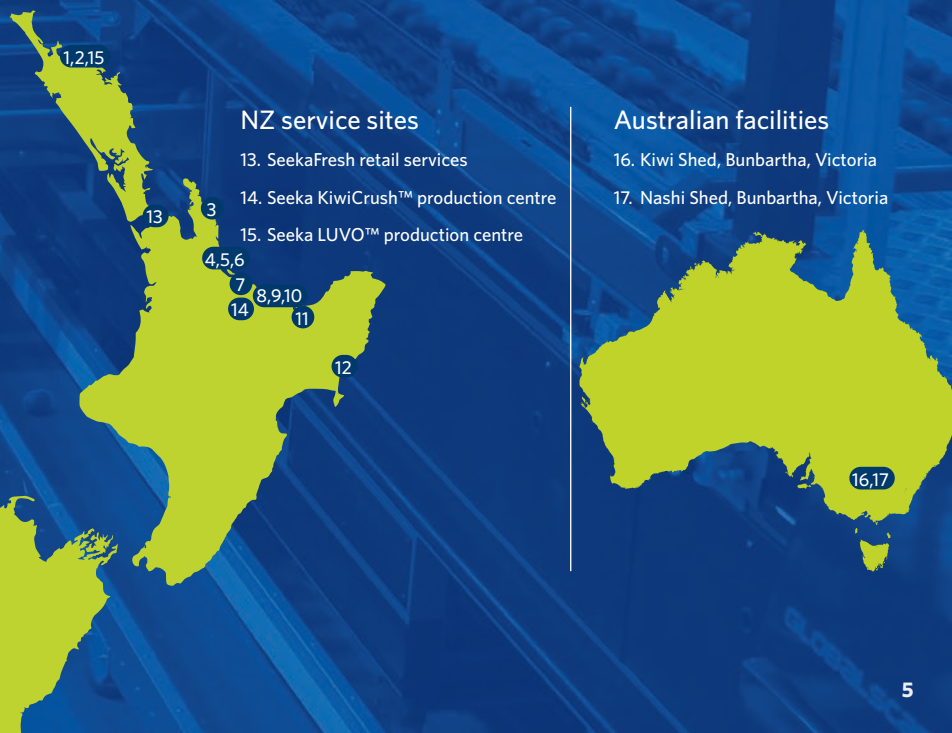 1,2,15
NZ service sites
13. SeekaFresh retail services
14. Seeka KiwiCrush™ production centre
15. Seeka LUVO™ production centre
13
3
4,5,6
7
8,9,10
14
11
12
Australian facilities
16. Kiwi Shed, Bunbartha, Victoria
17. Nashi Shed, Bunbartha, Victoria
16,17
5